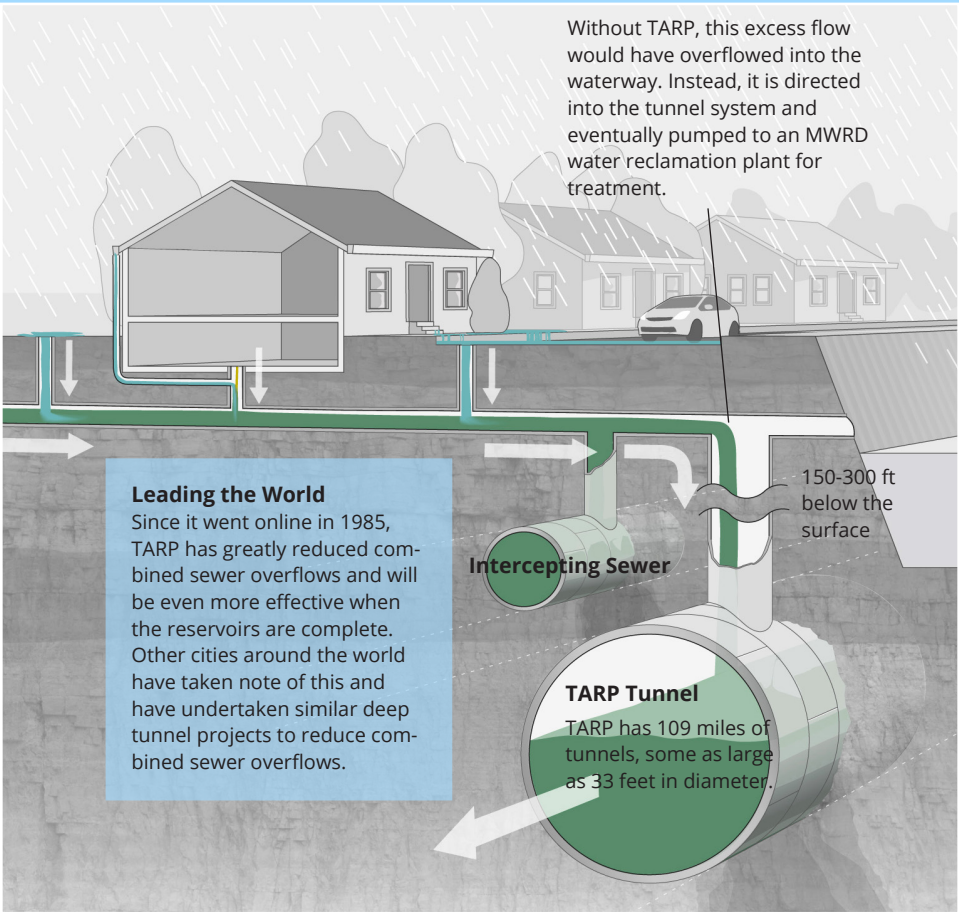 Without TARP, this excess flow
would have overflowed into the
waterway. Instead, it is directed
into the tunnel system and
eventually pumped to an MWRD
water reclamation plant for
treatment.
150-300 ft
below the
surface
Leading the World
Since it went online in 1985,
TARP has greatly reduced com-
bined sewer overflows and will
be even more effective when
the reservoirs are complete.
Other cities around the world
have taken note of this and
have undertaken similar deep
tunnel projects to reduce com-
bined sewer overflows.
Intercepting Sewer
TARP Tunnel
TARP has 109 miles of
tunnels, some as large
as 33 feet in diameter.